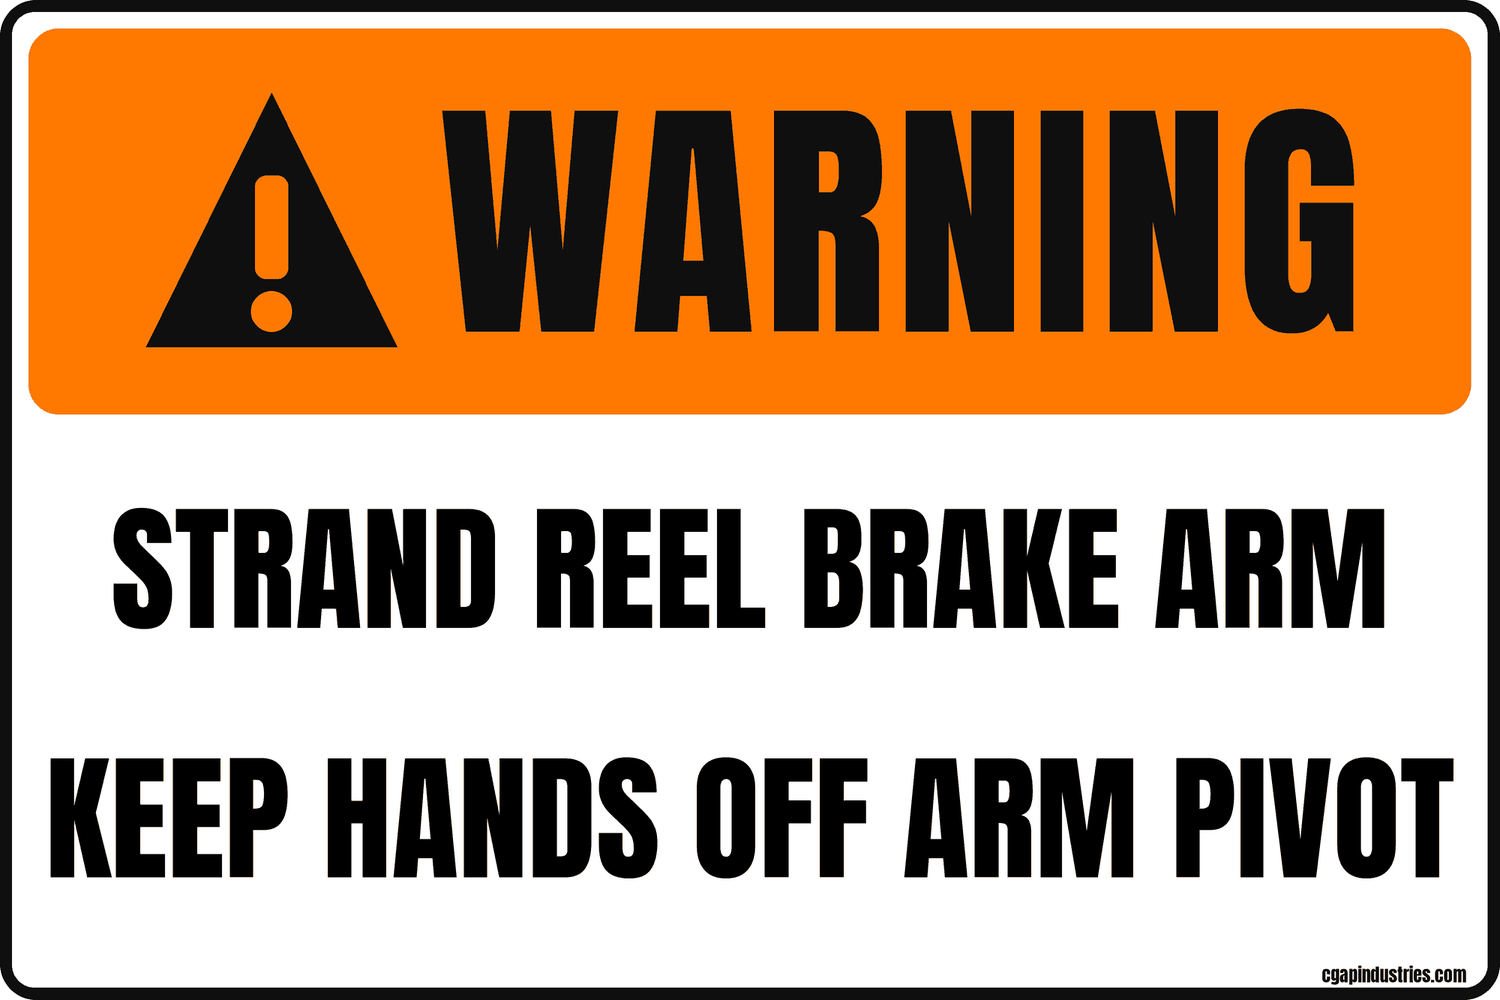 WARNING
STRAND REEL BRAKE ARM
KEEP HANDS OFF ARM PIVOT
cgapindustries.com